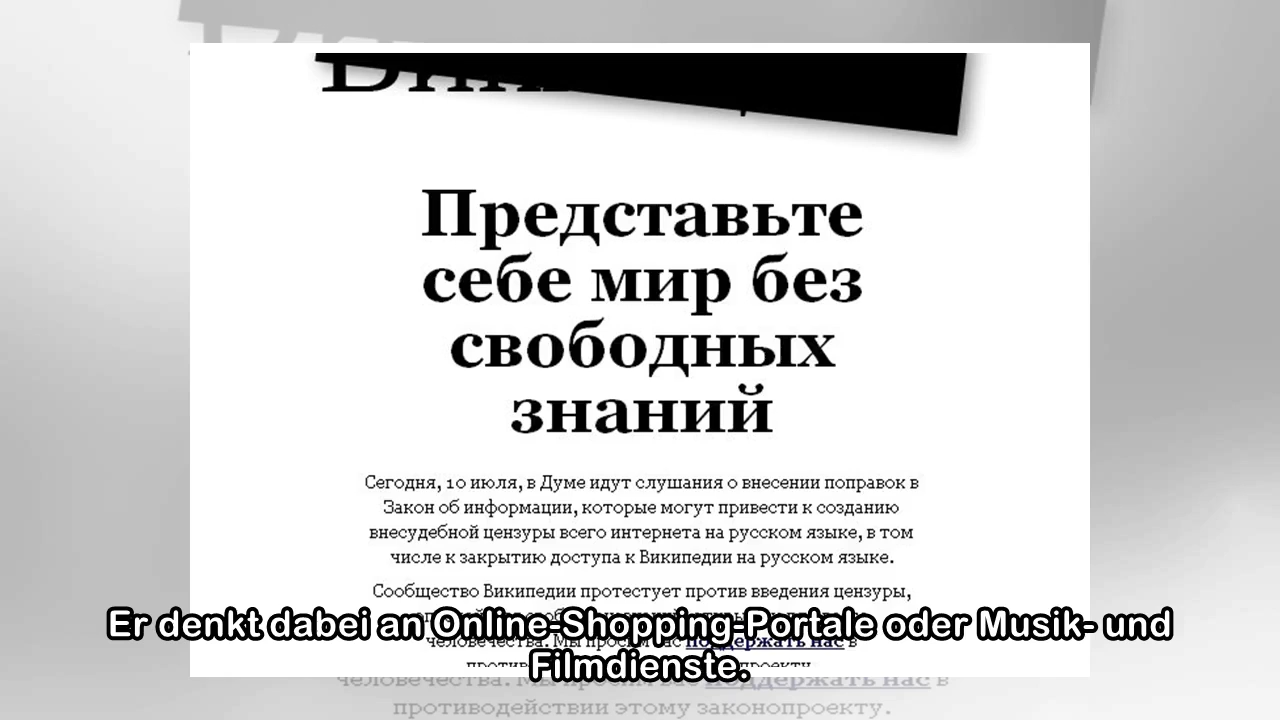 Представьте
себе мир без
свободных
знаний
Сегодня, 10 июля, в Думе идут слушания о внесении поправок в
Закон об информации, которые могут привести к созданию
внесудебной цензуры всего интернета на русском языке, в том
числе к закрытию доступа к Википедии на русском языке.
Сообщество Википедии протестует против введения цензуры,
человечества. Мы просим вас поддержать нас в
Er denkt dabei an Online-Shopping-Portale oder Musik- und
Filmdienste.
человечества. Мы просим вас поддержать нас в
противодействии этому законопроекту.